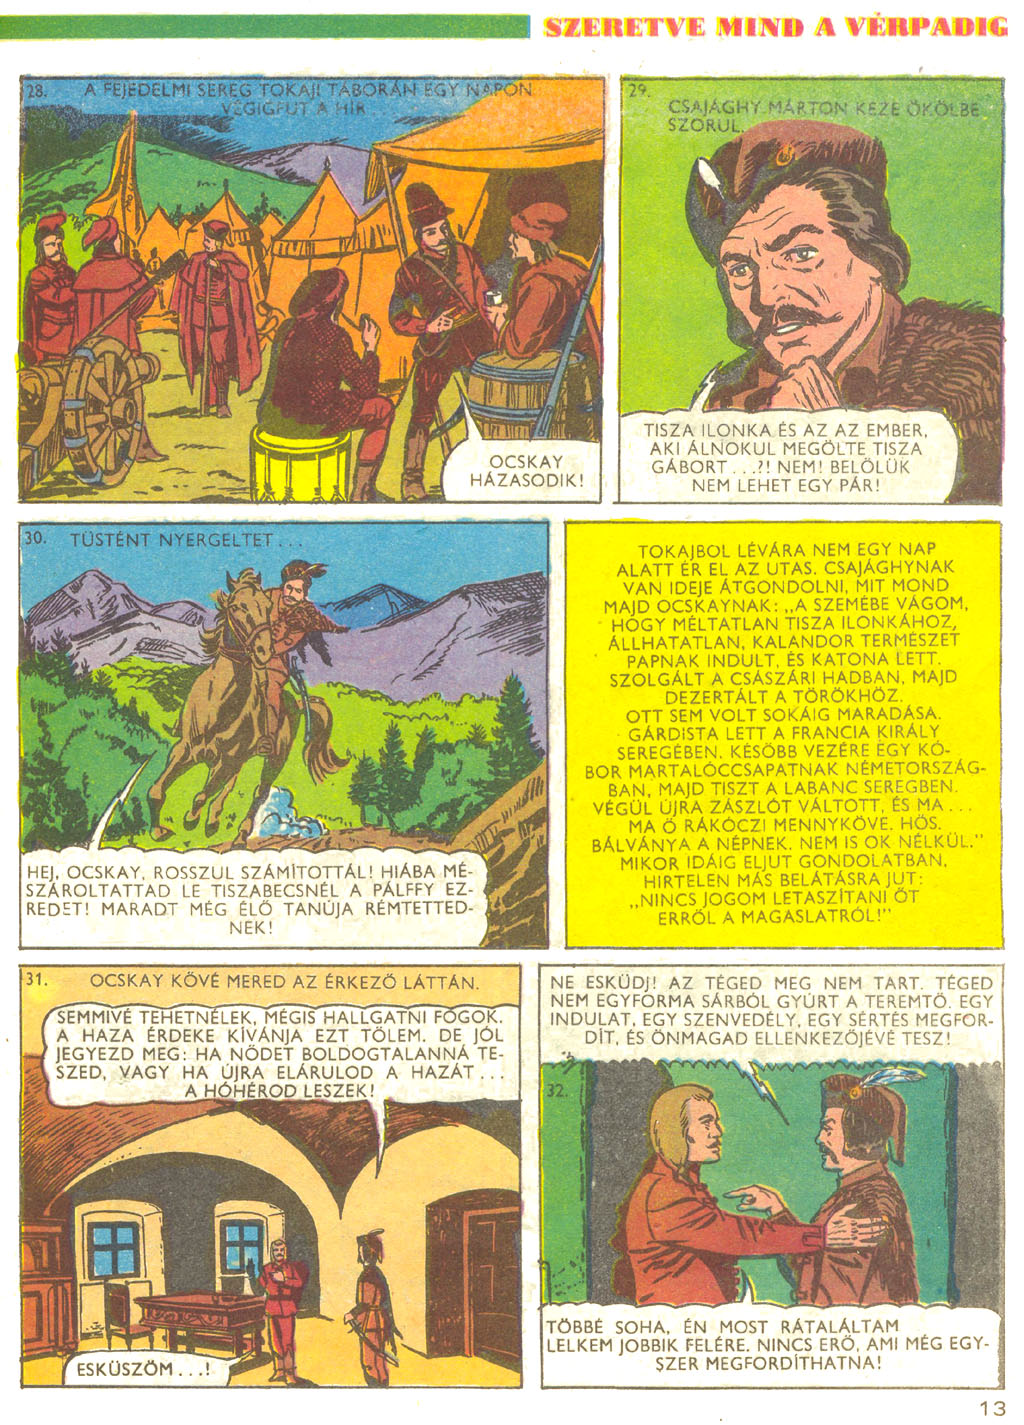 SZERETVE MIND A VÉRPADIG
28. A FEJEDELMI SEREG TOKAJI TÁBORÁN EGY NAPON
VÉGIGFUT A HÍR . . .
OCSKAY
HÁZASODIK!
29.
CSAJÁGHY MÁRTON KEZE ÖKÖLBE
SZORUL.
TISZA ILONKA ÉS AZ AZ EMBER,
AKI ÁLNOKUL MEGÖLTE TISZA
GÁBORT . . .?! NEM! BELŐLÜK
NEM LEHET EGY PÁR!
30. TÜSTÉNT NYERGELTET . . .
HEJ, OCSKAY, ROSSZUL SZÁMÍTOTTÁL! HIÁBA MÉ-
SZÁROLTATTAD LE TISZABECSNÉL A PÁLFFY EZ-
REDET! MARADT MÉG ÉLŐ TANÚJA RÉMTETTED-
NEK!
TOKAJBOL LÉVÁRA NEM EGY NAP
ALATT ÉR EL AZ UTAS. CSAJÁGHYNAK
VAN IDEJE ÁTGONDOLNI, MIT MOND
MAJD OCSKAYNAK: „A SZEMÉBE VÁGOM,
HOGY MÉLTATLAN TISZA ILONKÁHOZ,
ÁLLHATATLAN, KALANDOR TERMÉSZET
PAPNAK INDULT, ÉS KATONA LETT.
SZOLGÁLT A CSÁSZÁRI HADBAN, MAJD
DEZERTÁLT A TÖRÖKHÖZ.
OTT SEM VOLT SOKÁIG MARADÁSA.
GÁRDISTA LETT A FRANCIA KIRÁLY
SEREGÉBEN. KÉSŐBB VEZÉRE EGY KÓ-
BOR MARTALÓCCSAPATNAK NÉMETORSZÁG-
BAN, MAJD TISZT A LABANC SEREGBEN.
VÉGÜL ÚJRA ZÁSZLÓT VÁLTOTT, ÉS MA . . .
MA Ő RÁKÓCZI MENNYKÖVE. HŐS.
BÁLVÁNYA A NÉPNEK. NEM IS OK NÉLKÜL."
MIKOR IDÁIG ELJUT GONDOLATBAN,
HIRTELEN MÁS BELÁTÁSRA JUT:
„NINCS JOGOM LETASZÍTANI ŐT
ERRŐL A MAGASLATRÓL!"
31. OCSKAY KŐVÉ MERED AZ ÉRKEZŐ LÁTTÁN.
SEMMIVÉ TEHETNÉLEK, MÉGIS HALLGATNI FOGOK.
A HAZA ÉRDEKE KÍVÁNJA EZT TŐLEM. DE JÓL
JEGYEZD MEG: HA NŐDET BOLDOGTALANNÁ TE-
SZED, VAGY HA ÚJRA ELÁRULOD A HAZÁT . . .
A HÓHÉROD LESZEK!
ESKÜSZÖM . . .!
NE ESKÜDJ! AZ TÉGED MEG NEM TART. TÉGED
NEM EGYFORMA SÁRBÓL GYÚRT A TEREMTŐ. EGY
INDULAT, EGY SZENVEDÉLY, EGY SÉRTÉS MEGFOR-
DÍT, ÉS ÖNMAGAD ELLENKEZŐJÉVÉ TESZ!
32.
TÖBBÉ SOHA, ÉN MOST RÁTALÁLTAM
LELKEM JOBBIK FELÉRE. NINCS ERŐ, AMI MÉG EGY-
SZER MEGFORDÍTHATNA!
13